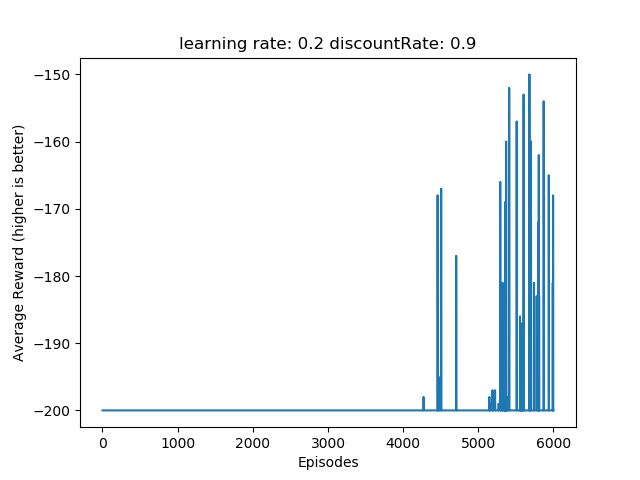 learning rate: 0.2 discountRate: 0.9
−150
−160
−170
−180
−190
−200
Average Reward (higher is better)
0 1000 2000 3000 4000 5000 6000
Episodes